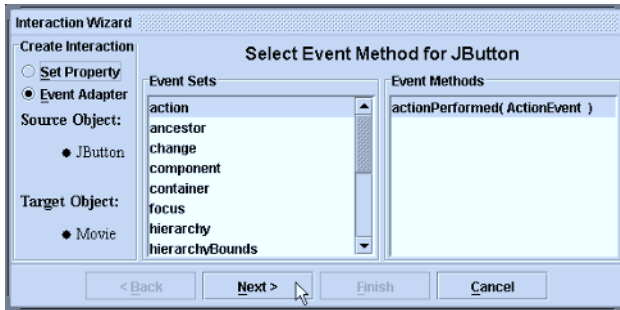 Interaction Wizard
Create Interaction
Set Property
Event Adapter
Source Object:
JButton
Target Object:
Movie
Select Event Method for JButton
Event Sets
action
ancestor
change
component
container
focus
hierarchy
hierarchyBounds
Event Methods
actionPerformed( ActionEvent )
< Back
Next >
Finish
Cancel